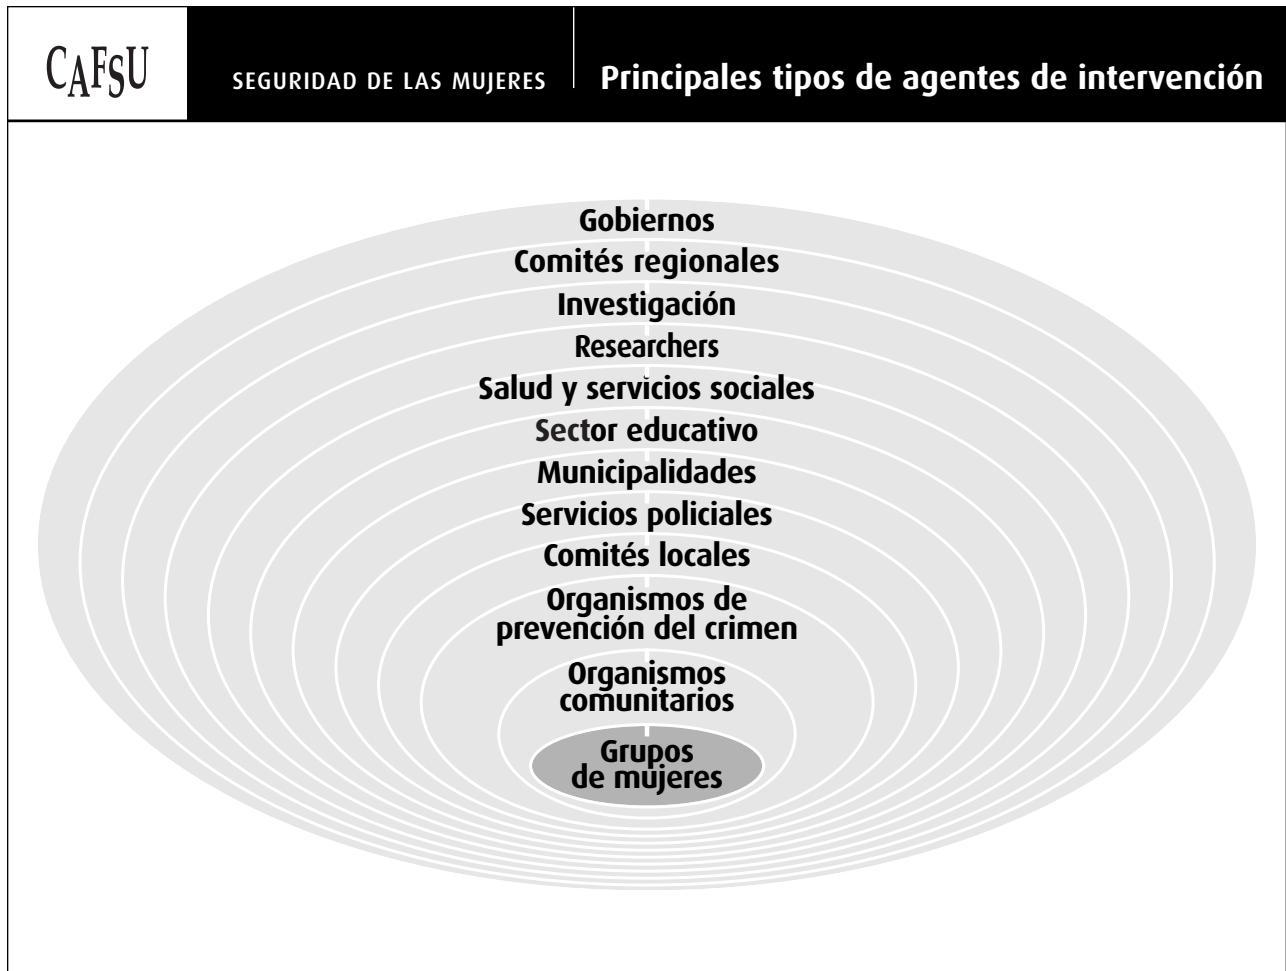 CAFSU
SEGURIDAD DE LAS MUJERES
Principales tipos de agentes de intervención
Gobiernos
Comités regionales
Investigación
Researchers
Salud y servicios sociales
Sector educativo
Municipalidades
Servicios policiales
Comités locales
Organismos de
prevención del crimen
Organismos
comunitarios
Grupos
de mujeres